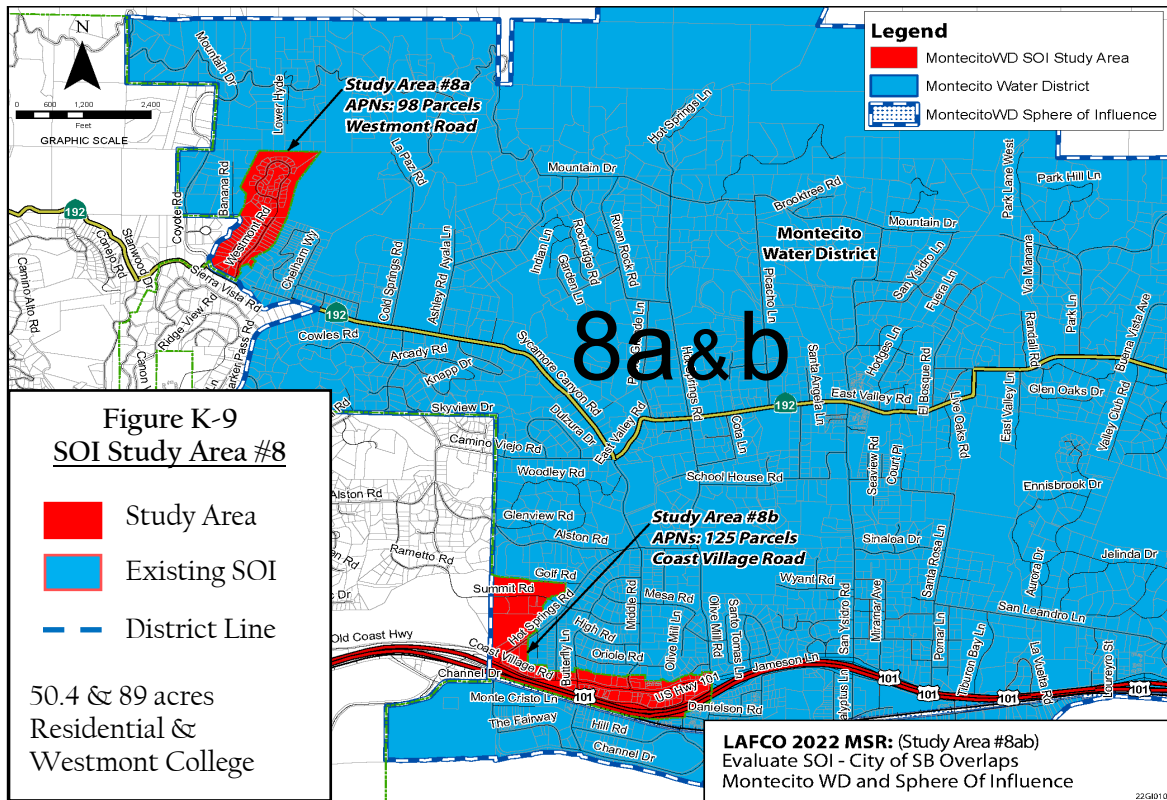 N
0 600 1,200 2,400
Feet
GRAPHIC SCALE
Legend
MontecitoWD SOI Study Area
Montecito Water District
MontecitoWD Sphere of Influence
Study Area #8a
APNs: 98 Parcels
Westmont Road
Mountain Dr
Lower Hyde
La Paz Rd
Hot Springs Ln
Mountain Dr
Brooktree Rd
Park Lane West
Park Hill Ln
Mountain Dr
Banana Rd
Coyote Rd
192
Conejo Rd
Stanwood Dr
Camino Alto Rd
Westmont Rd
Chelham Wy
Sierra Vista Rd
Ridge View Rd
Cold Springs Rd
Ashley Rd
Ayala Ln
Indian Ln
Rockridge Rd
Garden Ln
Riven Rock Rd
Picacho Ln
Montecito
Water District
San Ysidro Ln
Fuera Ln
Via Manana
Park Ln
Randall Rd
Buena Vista Ave
192
Cowles Rd
Arcady Rd
Knapp Dr
Sycamore Canyon Rd
8a&b
Hot Springs Rd
Santa Angela Ln
Hodges Ln
El Bosque Rd
192
East Valley Rd
Live Oaks Rd
East Valley Ln
Glen Oaks Dr
Valley Club Rd
Skyview Dr
Dulzura Dr
East Valley Rd
Cota Ln
Camino Viejo Rd
Woodley Rd
School House Rd
Seaview Rd
Court Pl
Ennisbrook Dr
Figure K-9
SOI Study Area #8
Study Area
Existing SOI
District Line
50.4 & 89 acres
Residential &
Westmont College
Alston Rd
Rametto Rd
Glenview Rd
Alston Rd
Study Area #8b
APNs: 125 Parcels
Coast Village Road
Sinaloa Dr
Santa Rosa Ln
Aurora Dr
Jelinda Dr
Golf Rd
Summit Rd
Hot Springs Rd
Middle Rd
Mesa Rd
Wyant Rd
San Leandro Ln
High Rd
Oriole Rd
Butterfly Ln
Olive Mill Ln
Olive Mill Rd
Santo Tomas Ln
San Ysidro Rd
Miramar Ave
Pomar Ln
Tiburon Bay Ln
La Vuelta Rd
Loureyro St
Old Coast Hwy
Coast Village Rd
Channel Dr
Monte Cristo Ln
101
US Hwy 101
Jameson Ln
Danielson Rd
101
101
101
101
The Fairway
Hill Rd
Channel Dr
LAFCO 2022 MSR: (Study Area #8ab)
Evaluate SOI - City of SB Overlaps
Montecito WD and Sphere Of Influence
22GI010